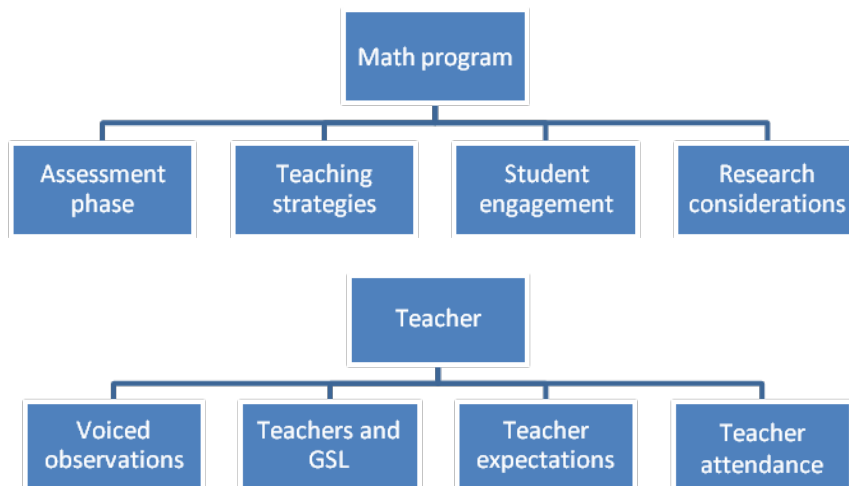 Math program
Assessment
phase
Teaching
strategies
Student
engagement
Research
considerations
Teacher
Voiced
observations
Teachers and
GSL
Teacher
expectations
Teacher
attendance